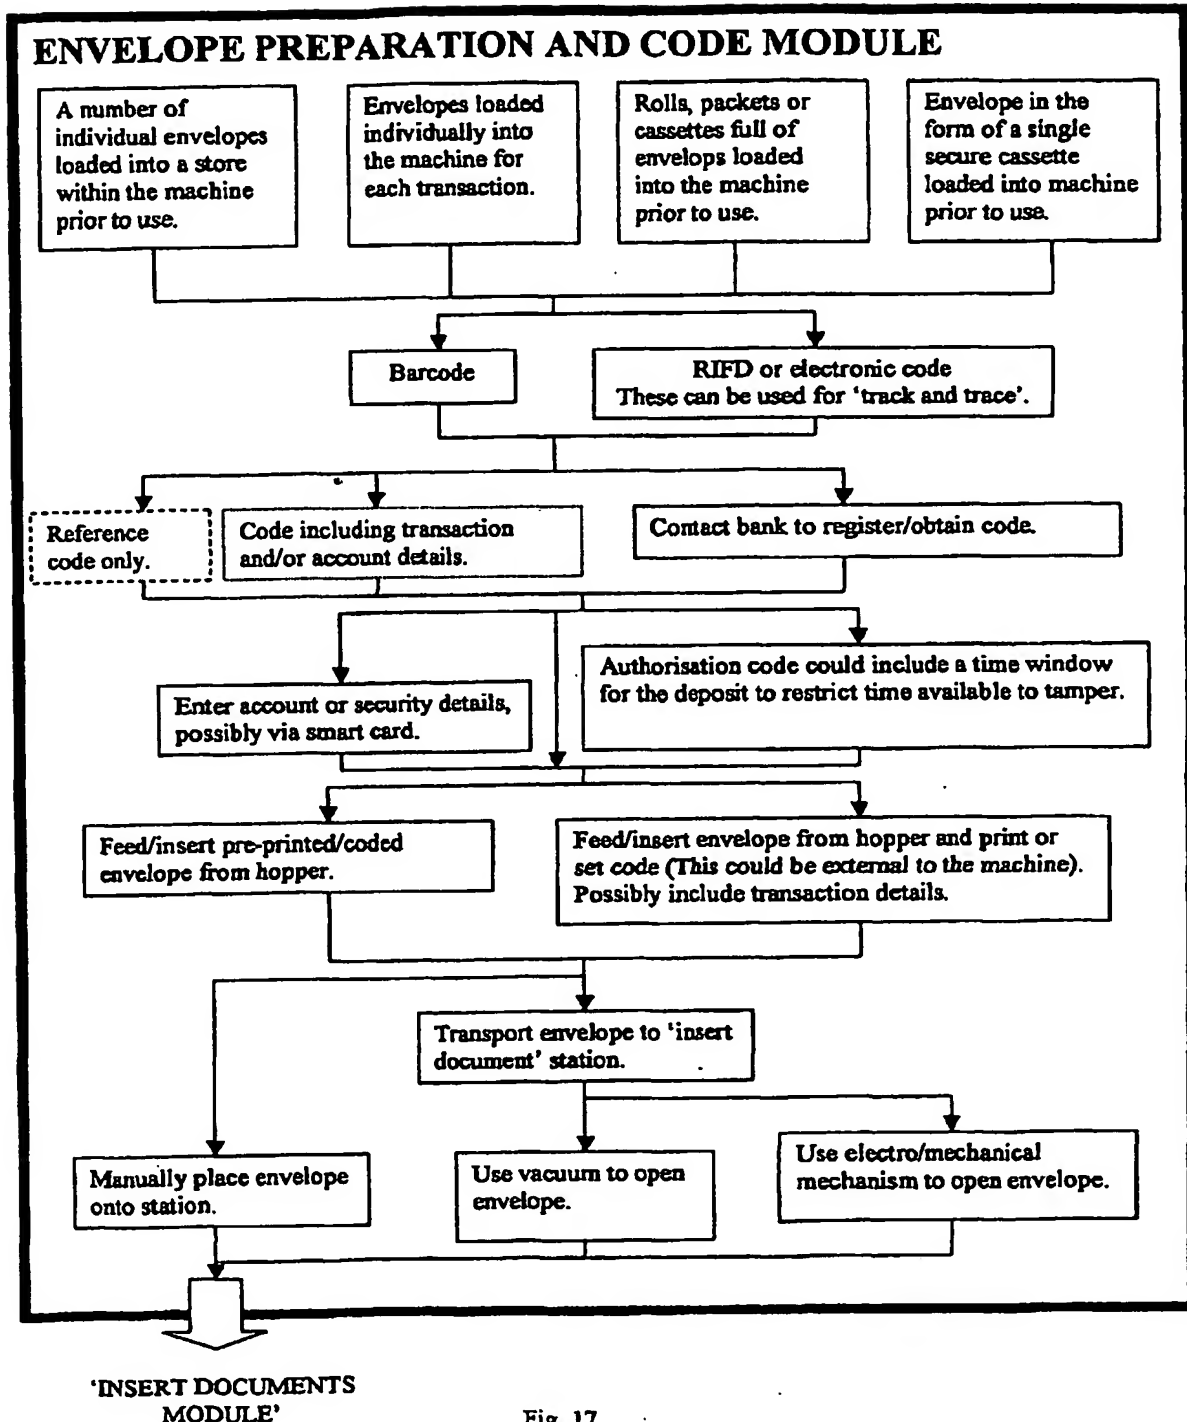 ENVELOPE PREPARATION AND CODE MODULE
A number of
individual envelopes
loaded into a store
within the machine
prior to use.
Envelopes loaded
individually into
the machine for
each transaction.
Rolls, packets or
cassettes full of
envelops loaded
into the machine
prior to use.
Envelope in the
form of a single
secure cassette
loaded into machine
prior to use.
Barcode
RIFD or electronic code
These can be used for ‘track and trace’.
Reference
code only.
Code including transaction
and/or account details.
Contact bank to register/obtain code.
Enter account or security details,
possibly via smart card.
Authorisation code could include a time window
for the deposit to restrict time available to tamper.
Feed/insert pre-printed/coded
envelope from hopper.
Feed/insert envelope from hopper and print or
set code (This could be external to the machine).
Possibly include transaction details.
Transport envelope to ‘insert
document’ station.
Manually place envelope
onto station.
Use vacuum to open
envelope.
Use electro/mechanical
mechanism to open envelope.
‘INSERT DOCUMENTS
MODULE’
Fig. 17